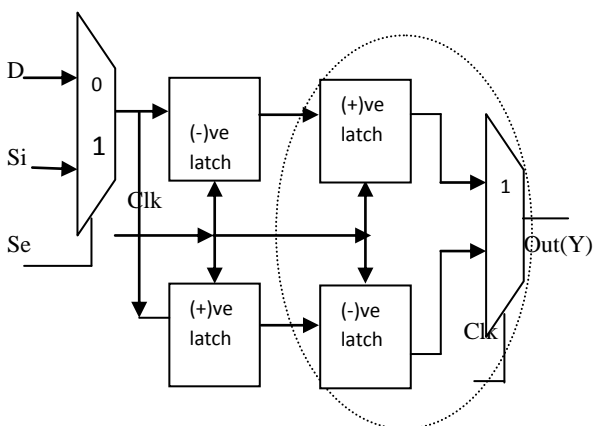 D
0
1
Si
Se
Clk
(-)ve
latch
(+)ve
latch
(+)ve
latch
(-)ve
latch
1
Out(Y)
Clk